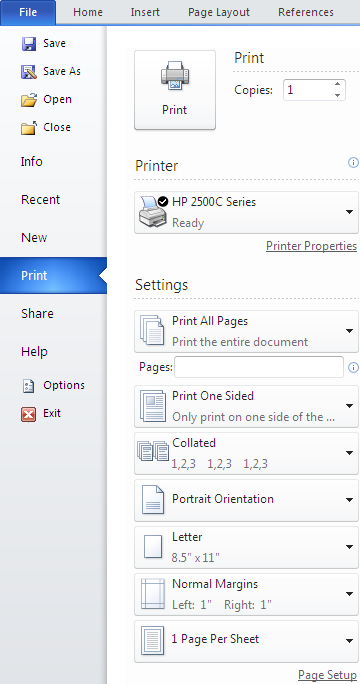 File Home Insert Page Layout References
Save
Save As
Open
Close
Info
Recent
New
Print
Share
Help
Options
Exit
Print
Print
Copies: 1
Printer
HP 2500C Series
Ready
Printer Properties
Settings
Print All Pages
Print the entire document
Pages:
Print One Sided
Only print on one side of the ...
Collated
1,2,3 1,2,3 1,2,3
Portrait Orientation
Letter
8.5" x 11"
Normal Margins
Left: 1" Right: 1"
1 Page Per Sheet
Page Setup